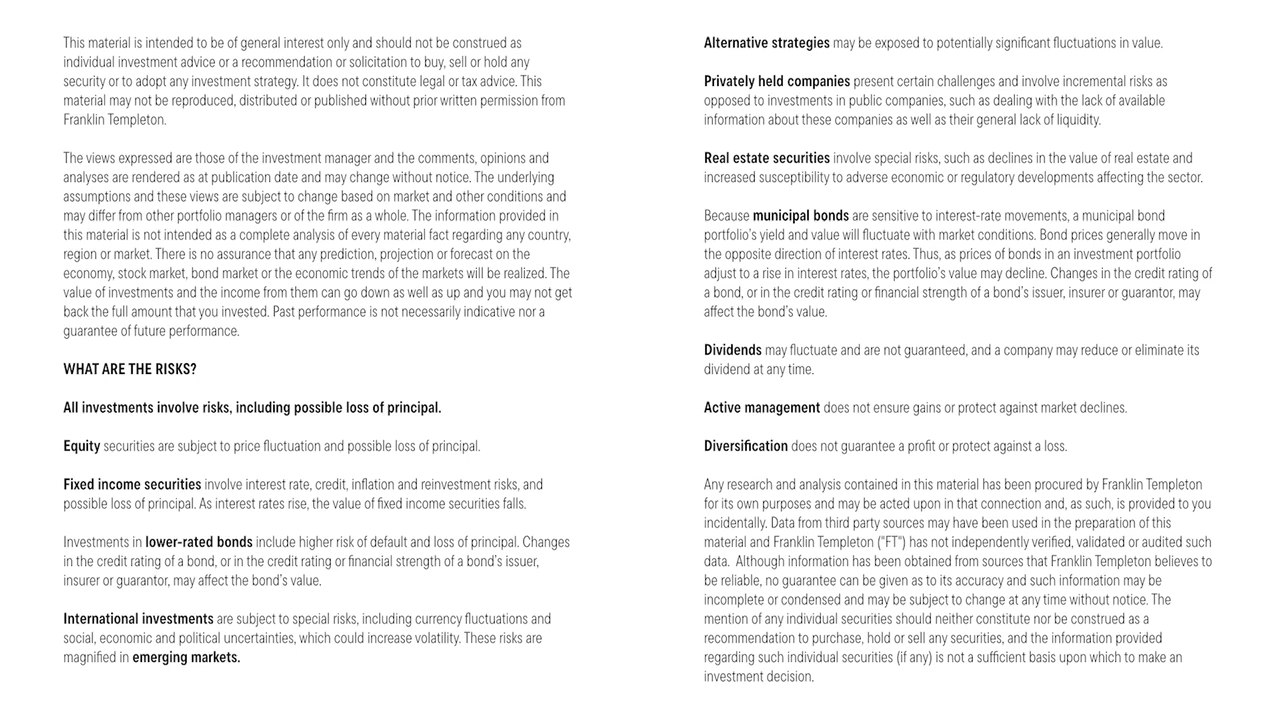 This material is intended to be of general interest only and should not be construed as
individual investment advice or a recommendation or solicitation to buy, sell or hold any
security or to adopt any investment strategy. It does not constitute legal or tax advice. This
material may not be reproduced, distributed or published without prior written permission from
Franklin Templeton.
The views expressed are those of the investment manager and the comments, opinions and
analyses are rendered as at publication date and may change without notice. The underlying
assumptions and these views are subject to change based on market and other conditions and
may differ from other portfolio managers or of the firm as a whole. The information provided in
this material is not intended as a complete analysis of every material fact regarding any country,
region or market. There is no assurance that any prediction, projection or forecast on the
economy, stock market, bond market or the economic trends of the markets will be realized. The
value of investments and the income from them can go down as well as up and you may not get
back the full amount that you invested. Past performance is not necessarily indicative nor a
guarantee of future performance.
WHAT ARE THE RISKS?
All investments involve risks, including possible loss of principal.
Equity securities are subject to price fluctuation and possible loss of principal.
Fixed income securities involve interest rate, credit, inflation and reinvestment risks, and
possible loss of principal. As interest rates rise, the value of fixed income securities falls.
Investments in lower-rated bonds include higher risk of default and loss of principal. Changes
in the credit rating of a bond, or in the credit rating or financial strength of a bond's issuer,
insurer or guarantor, may affect the bond's value.
International investments are subject to special risks, including currency fluctuations and
social, economic and political uncertainties, which could increase volatility. These risks are
magnified in emerging markets.
Alternative strategies may be exposed to potentially significant fluctuations in value.
Privately held companies present certain challenges and involve incremental risks as
opposed to investments in public companies, such as dealing with the lack of available
information about these companies as well as their general lack of liquidity.
Real estate securities involve special risks, such as declines in the value of real estate and
increased susceptibility to adverse economic or regulatory developments affecting the sector.
Because municipal bonds are sensitive to interest-rate movements, a municipal bond
portfolio's yield and value will fluctuate with market conditions. Bond prices generally move in
the opposite direction of interest rates. Thus, as prices of bonds in an investment portfolio
adjust to a rise in interest rates, the portfolio's value may decline. Changes in the credit rating of
a bond, or in the credit rating or financial strength of a bond's issuer, insurer or guarantor, may
affect the bond's value.
Dividends may fluctuate and are not guaranteed, and a company may reduce or eliminate its
dividend at any time.
Active management does not ensure gains or protect against market declines.
Diversification does not guarantee a profit or protect against a loss.
Any research and analysis contained in this material has been procured by Franklin Templeton
for its own purposes and may be acted upon in that connection and, as such, is provided to you
incidentally. Data from third party sources may have been used in the preparation of this
material and Franklin Templeton ("FT") has not independently verified, validated or audited such
data.  Although information has been obtained from sources that Franklin Templeton believes to
be reliable, no guarantee can be given as to its accuracy and such information may be
incomplete or condensed and may be subject to change at any time without notice. The
mention of any individual securities should neither constitute nor be construed as a
recommendation to purchase, hold or sell any securities, and the information provided
regarding such individual securities (if any) is not a sufficient basis upon which to make an
investment decision.